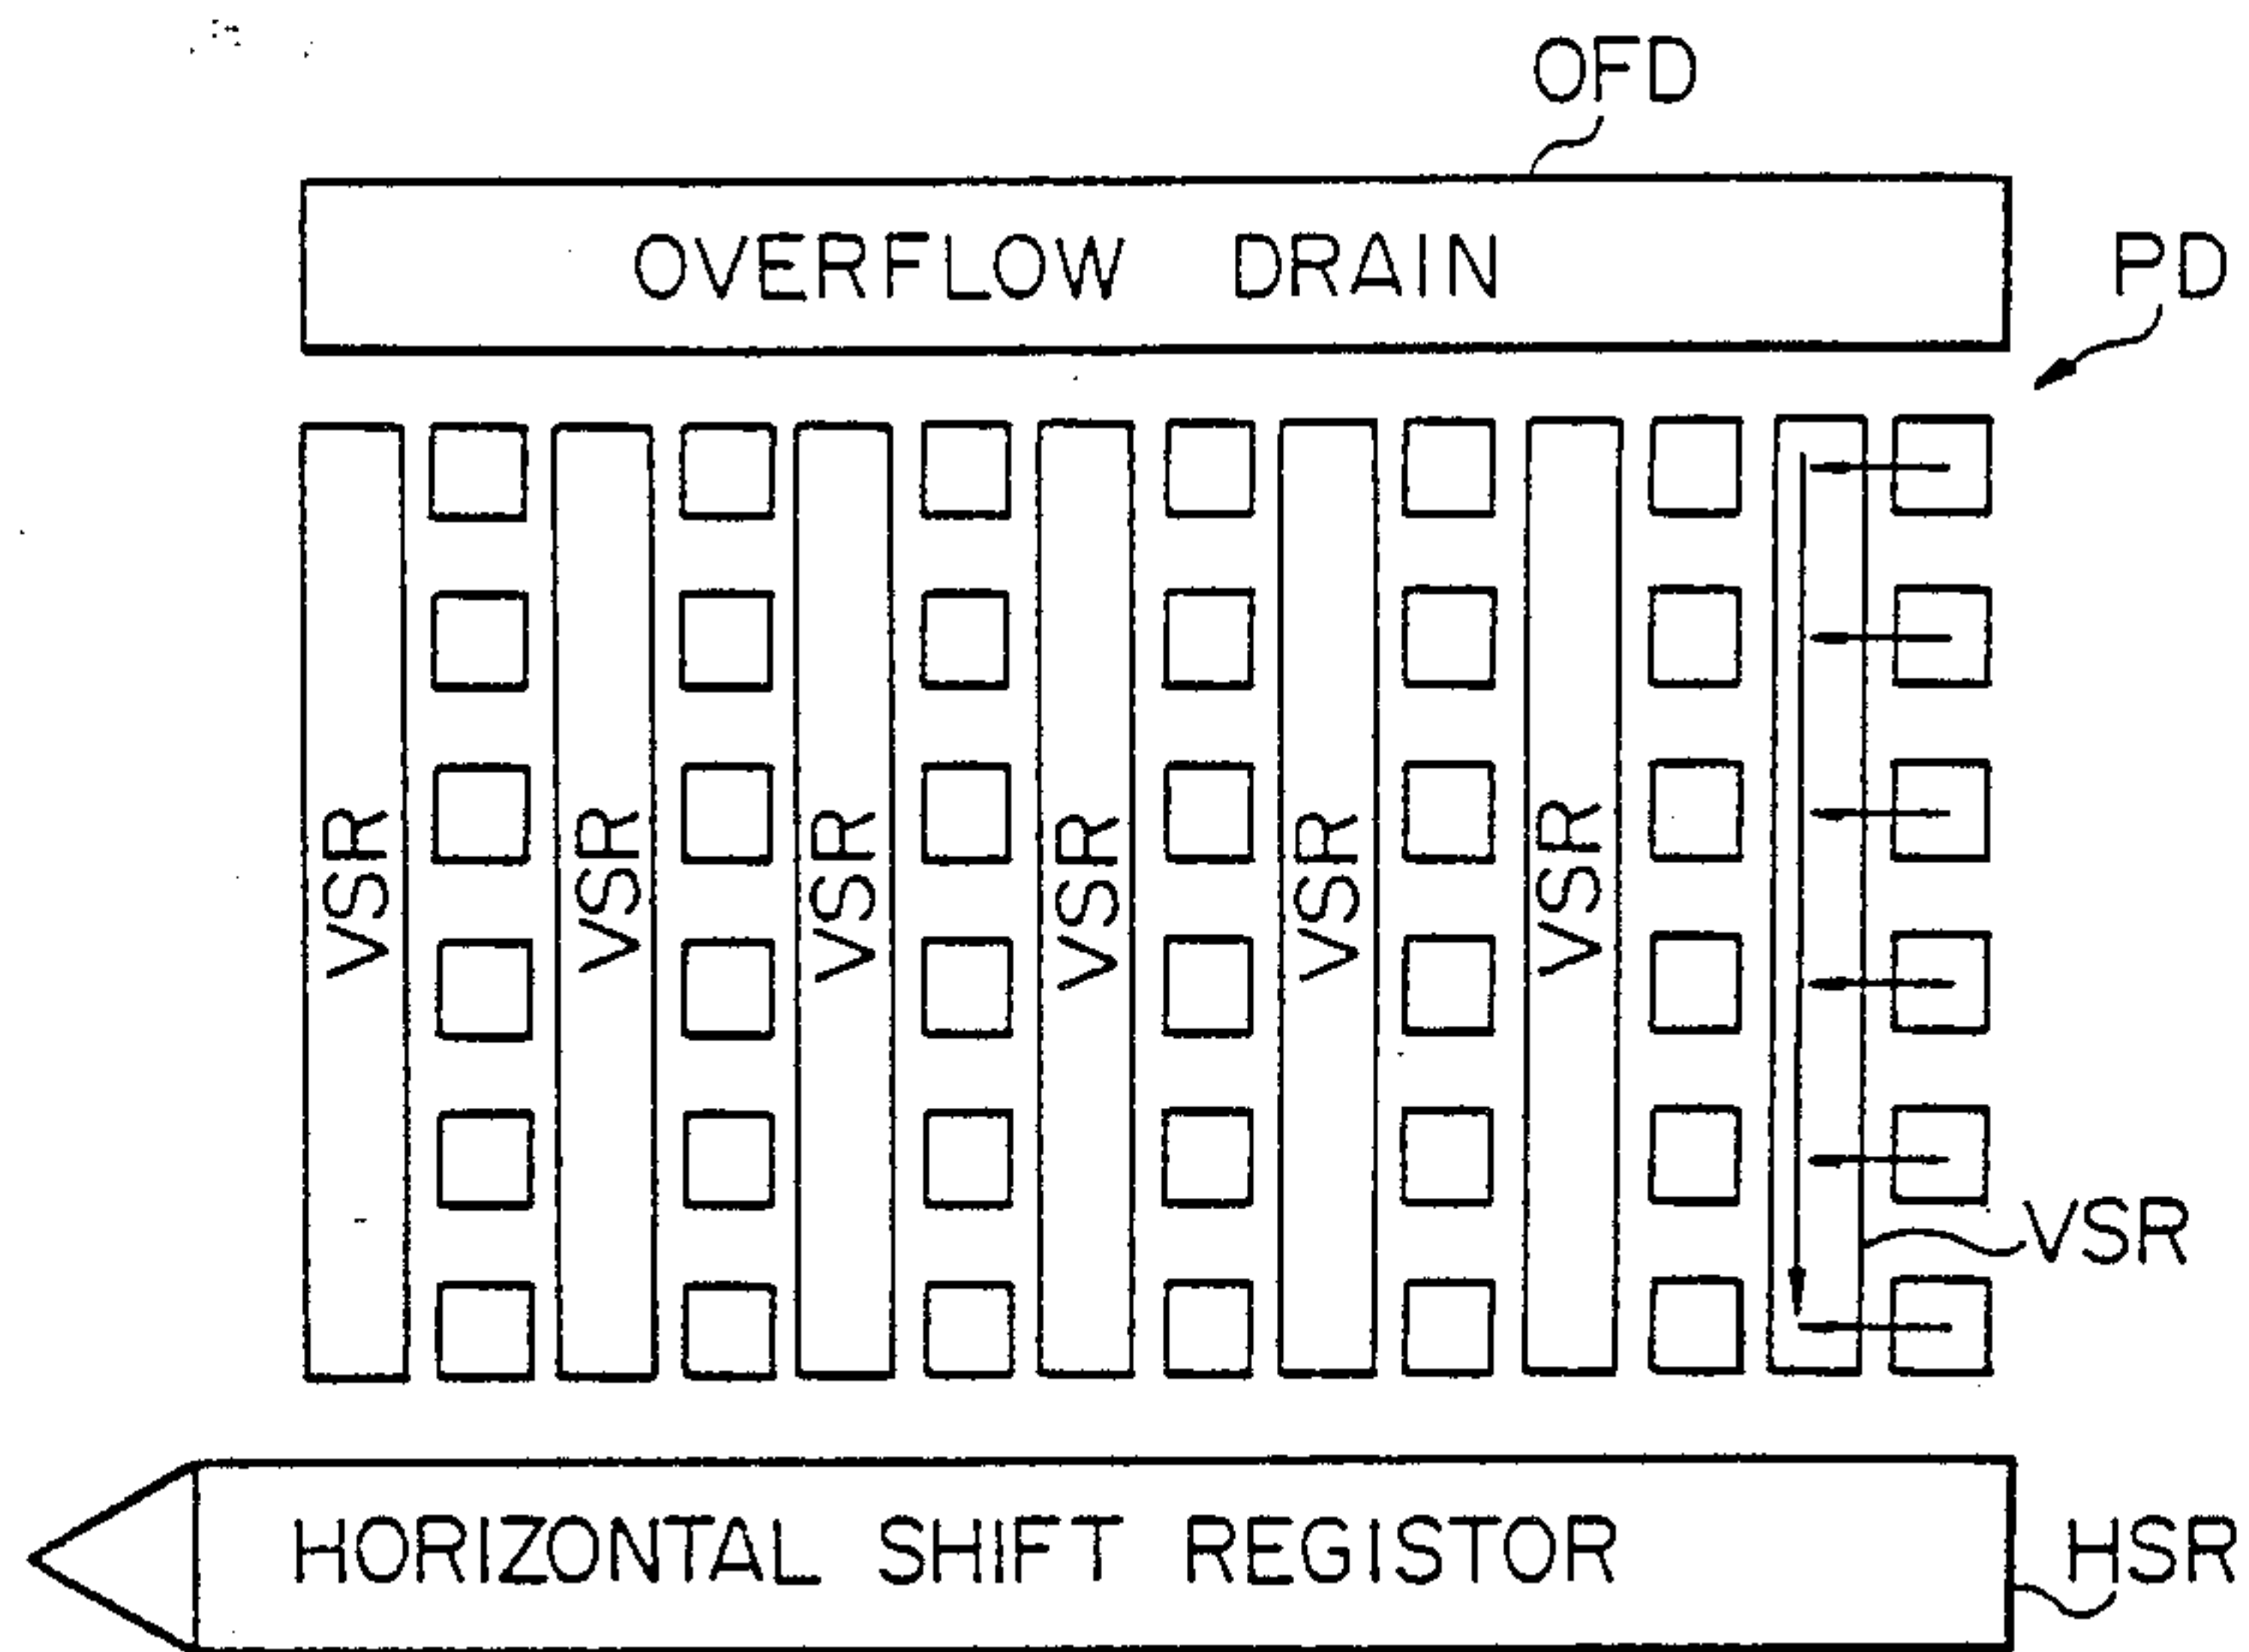 OFD
OVERFLOW DRAIN
PD
VSR
VSR
VSR
VSR
VSR
VSR
VSR
HORIZONTAL SHIFT REGISTOR
HSR